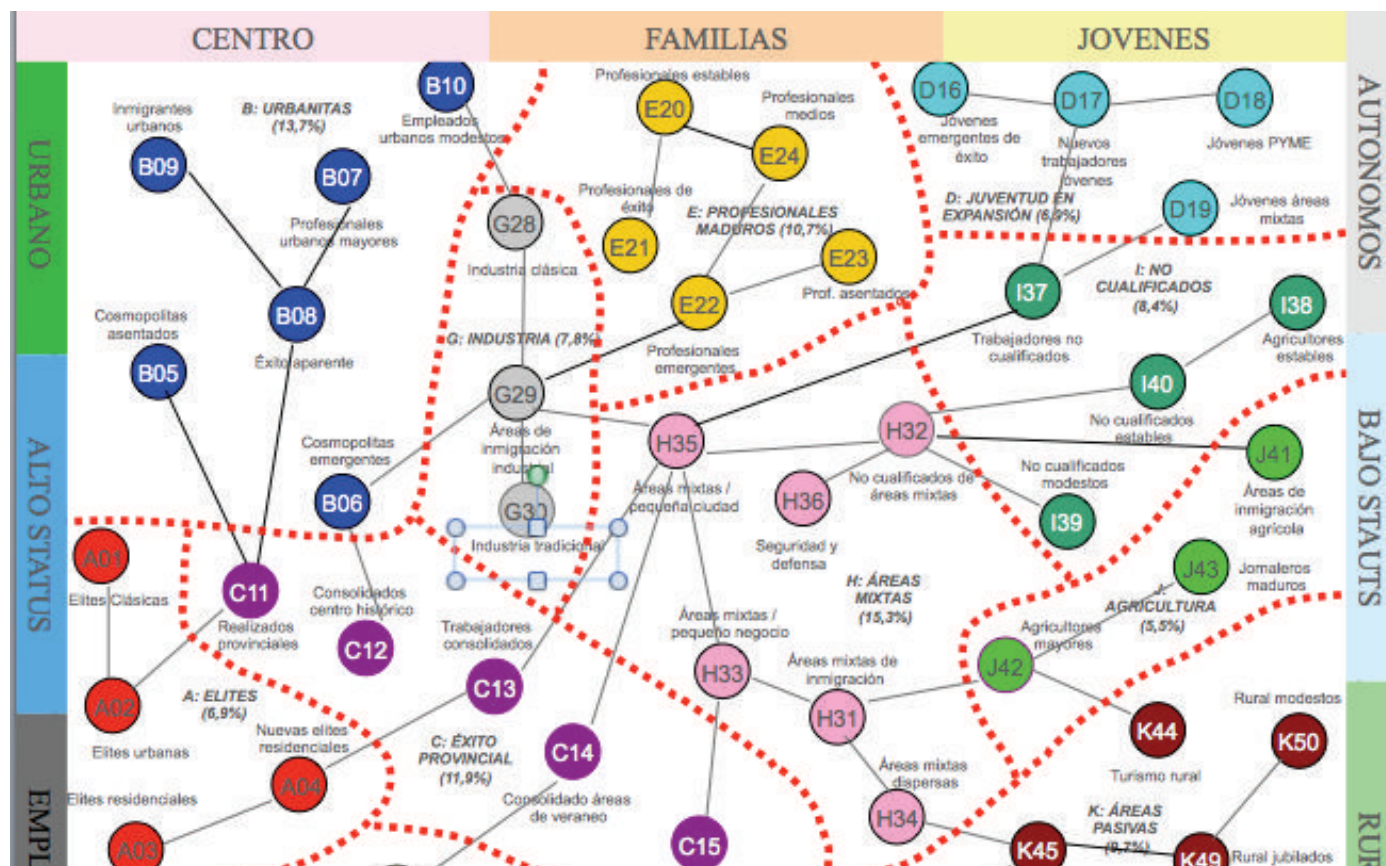 CENTRO
FAMILIAS
JOVENES
URBANO
ALTO STATUS
EMPL
AUTONOMOS
BAJO STAUTS
RUR
Inmigrantes
urbanos
B09
B: URBANITAS
(13,7%)
B07
Profesionales
urbanos mayores
B10
Empleados
urbanos modestos
B08
Éxito aparente
Cosmopolitas
asentados
B05
Cosmopolitas
emergentes
B06
G28
Industria clásica
G: INDUSTRIA (7,8%)
G29
Áreas de
inmigración
industrial
G30
Industria tradicional
Profesionales estables
E20
Profesionales
medios
E24
Profesionales de
éxito
E21
E: PROFESIONALES
MADUROS (10,7%)
E23
Prof. asentados
E22
Profesionales
emergentes
D16
Jóvenes
emergentes de
éxito
D17
Nuevos
trabajadores
jóvenes
D18
Jóvenes PYME
D: JUVENTUD EN
EXPANSIÓN (6,9%)
D19
Jóvenes áreas
mixtas
I37
Trabajadores no
cualificados
I: NO
CUALIFICADOS
(8,4%)
I38
Agricultores
estables
I40
No cualificados
estables
H35
Áreas mixtas /
pequeña ciudad
H32
No cualificados de
áreas mixtas
H36
Seguridad y
defensa
No cualificados
modestos
I39
J41
Áreas de
inmigración
agrícola
J43
Jornaleros
maduros
J:
AGRICULTURA
(5,5%)
H: ÁREAS
MIXTAS
(15,3%)
Agricultores
mayores
J42
A01
Elites Clásicas
C11
Realizados
provinciales
Consolidados
centro histórico
C12
Trabajadores
consolidados
C13
Áreas mixtas /
pequeño negocio
H33
Áreas mixtas de
inmigración
H31
A02
Elites urbanas
A: ELITES
(6,9%)
Nuevas elites
residenciales
A04
C: ÉXITO
PROVINCIAL
(11,9%)
C14
Consolidado áreas
de veraneo
Elites residenciales
A03
C15
Áreas mixtas
dispersas
H34
K44
Turismo rural
Rural modestos
K50
K: ÁREAS
PASIVAS
(9,7%)
K45
K49
Rural jubilados